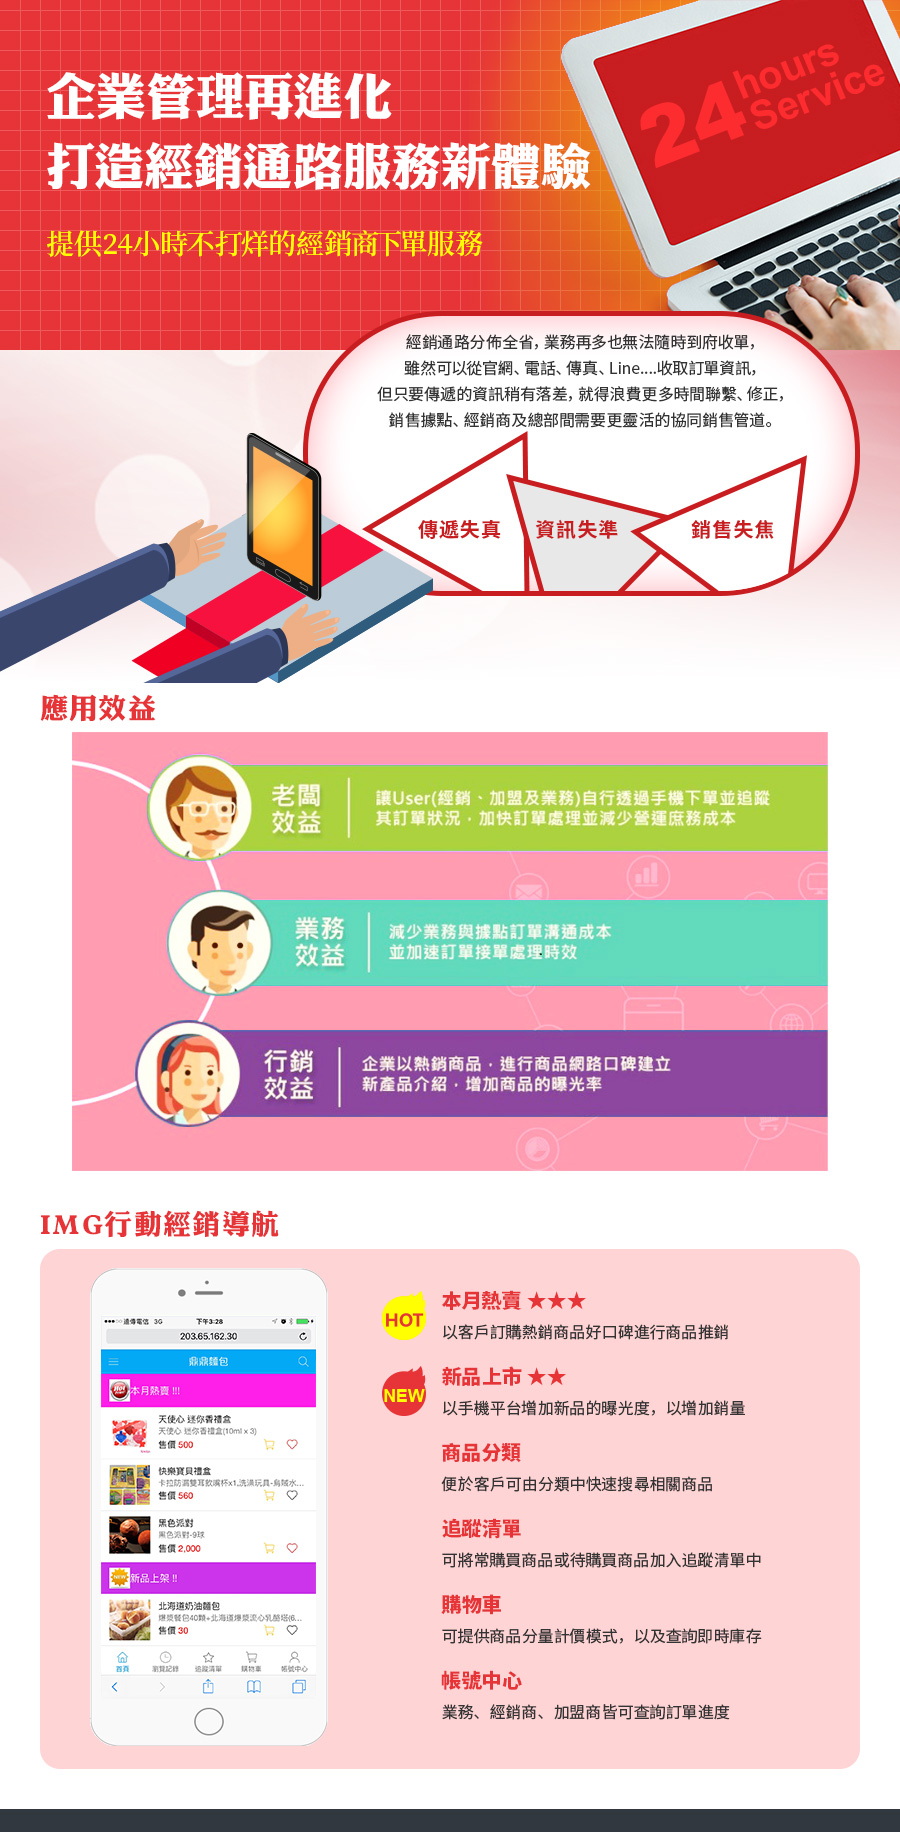 企業管理再進化
打造經銷通路服務新體驗
提供24小時不打烊的經銷商下單服務
24 hours Service
經銷通路分佈全省，業務再多也無法隨時到府收單，
雖然可以從官網、電話、傳真、Line....收取訂單資訊，
但只要傳遞的資訊稍有落差，就得浪費更多時間聯繫、修正，
銷售據點、經銷商及總部間需要更靈活的協同銷售管道。
傳遞失真
資訊失準
銷售失焦
應用效益
老闆
效益
讓User(經銷、加盟及業務)自行透過手機下單並追蹤
其訂單狀況，加快訂單處理並減少營運庶務成本
業務
效益
減少業務與據點訂單溝通成本
並加速訂單接單處理時效
行銷
效益
企業以熱銷商品，進行商品網路口碑建立
新產品介紹，增加商品的曝光率
IMG行動經銷導航
遠傳電信 3G 下午3:28
203.65.162.30
鼎鼎麵包
Hot 本月熱賣 !!!
天使心 迷你香禮盒
天使心 迷你香禮盒(10ml x 3)
售價 500
快樂寶貝禮盒
卡拉防漏雙耳飲嘴杯x1,洗澡玩具-烏賊水...
售價 560
黑色派對
黑色派對-9球
售價 2,000
NEW 新品上架 !!
北海道奶油麵包
爆漿餐包40顆+北海道爆漿流心乳酪塔(6...
售價 30
首頁 瀏覽記錄 追蹤清單 購物車 帳號中心
HOT
本月熱賣 ★★★
以客戶訂購熱銷商品好口碑進行商品推銷
NEW
新品上市 ★★
以手機平台增加新品的曝光度，以增加銷量
商品分類
便於客戶可由分類中快速搜尋相關商品
追蹤清單
可將常購買商品或待購買商品加入追蹤清單中
購物車
可提供商品分量計價模式，以及查詢即時庫存
帳號中心
業務、經銷商、加盟商皆可查詢訂單進度